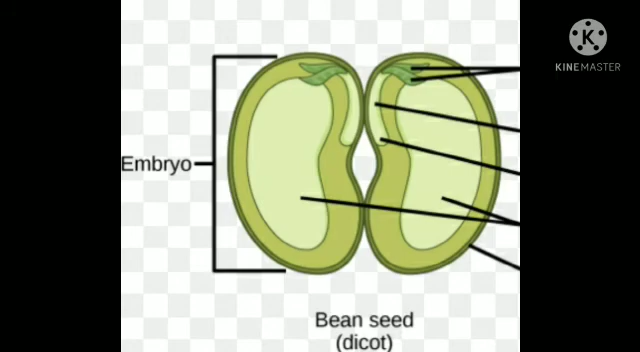 K
KINEMASTER
Embryo
Bean seed
(dicot)